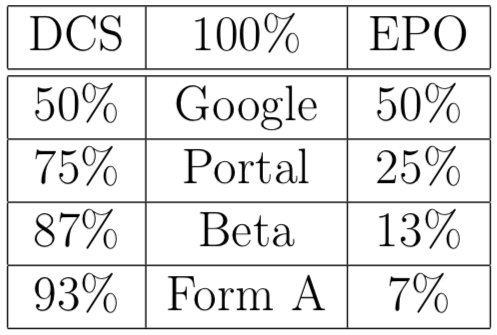 DCS 100% EPO
50% Google 50%
75% Portal 25%
87% Beta 13%
93% Form A 7%